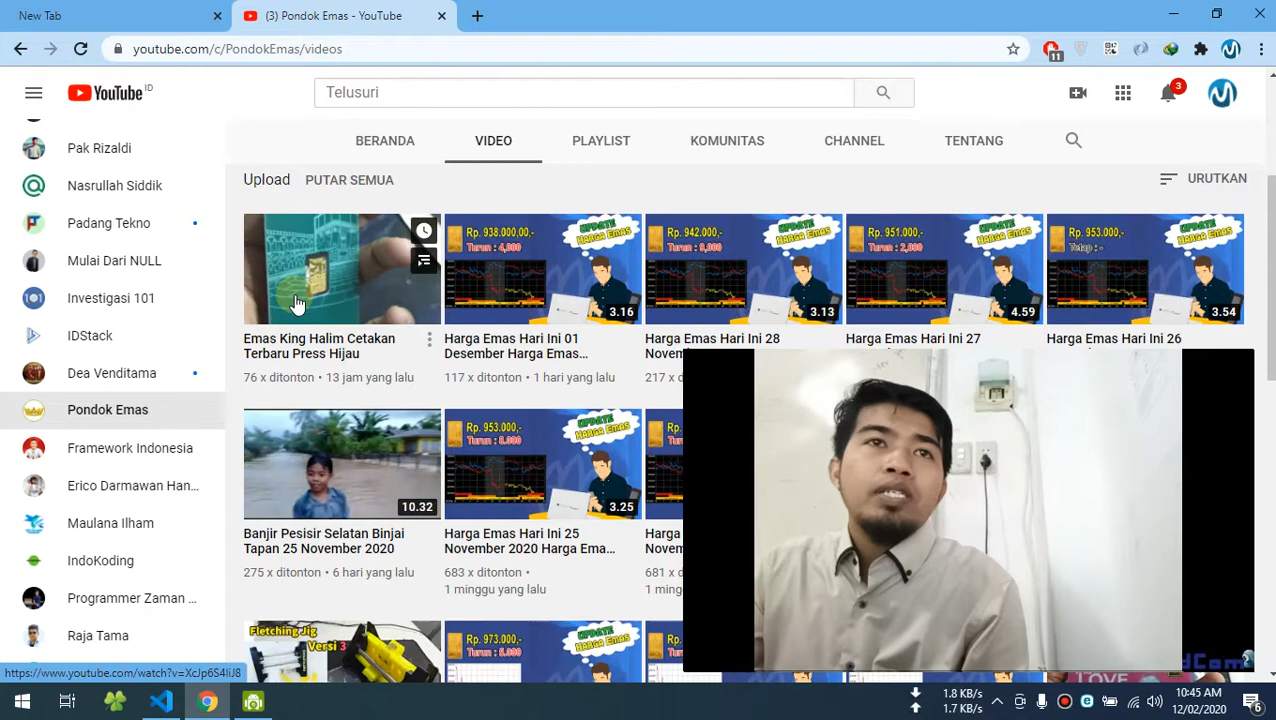 New Tab
(3) Pondok Emas - YouTube
youtube.com/c/PondokEmas/videos
11
YouTube ID
Telusuri
3
BERANDA
VIDEO
PLAYLIST
KOMUNITAS
CHANNEL
TENTANG
Upload
PUTAR SEMUA
URUTKAN
Pak Rizaldi
Nasrullah Siddik
Padang Tekno
Mulai Dari NULL
Investigasi 101
IDStack
Dea Venditama
Pondok Emas
Framework Indonesia
Erico Darmawan Han...
Maulana Ilham
IndoKoding
Programmer Zaman ...
Raja Tama
Emas King Halim Cetakan
Terbaru Press Hijau
76 x ditonton • 13 jam yang lalu
Rp. 938.000,00,-
Turun : 4,000
UPDATE
HARGA EMAS
3.16
Harga Emas Hari Ini 01
Desember Harga Emas...
117 x ditonton • 1 hari yang lalu
Rp. 942.000,-
Turun : 9,000
UPDATE
HARGA EMAS
3.13
Harga Emas Hari Ini 28
217 x
Rp. 951.000,-
Turun : 2,000
UPDATE
HARGA EMAS
4.59
Harga Emas Hari Ini 27
Rp. 953.000,-
Tetap : -
UPDATE
HARGA EMAS
3.54
Harga Emas Hari Ini 26
10.32
Banjir Pesisir Selatan Binjai
Tapan 25 November 2020
275 x ditonton • 6 hari yang lalu
Rp. 953.000,-
Turun : 8.000
UPDATE
HARGA EMAS
3.25
Harga Emas Hari Ini 25
November 2020 Harga Ema...
683 x ditonton •
1 minggu yang lalu
Harga
681 x
1 mi
Fletching Jig
Versi 3
Rp. 973.000,-
Turun : 5.000
UPDATE
HARGA EMAS
LOVE
https://www.youtube.com/watch?v=XcJp6S4IiJ8
1.8 KB/s
1.7 KB/s
10:45 AM
12/02/2020
6